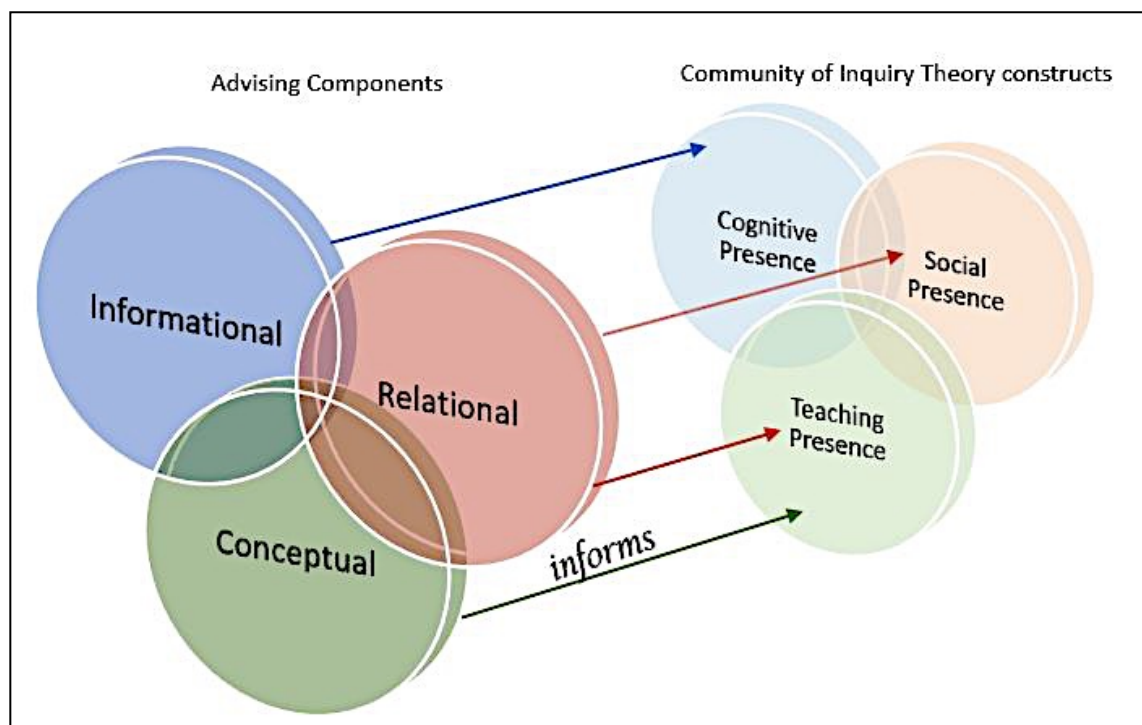 Advising Components
Community of Inquiry Theory constructs
Informational
Relational
Conceptual
informs
Cognitive
Presence
Social
Presence
Teaching
Presence